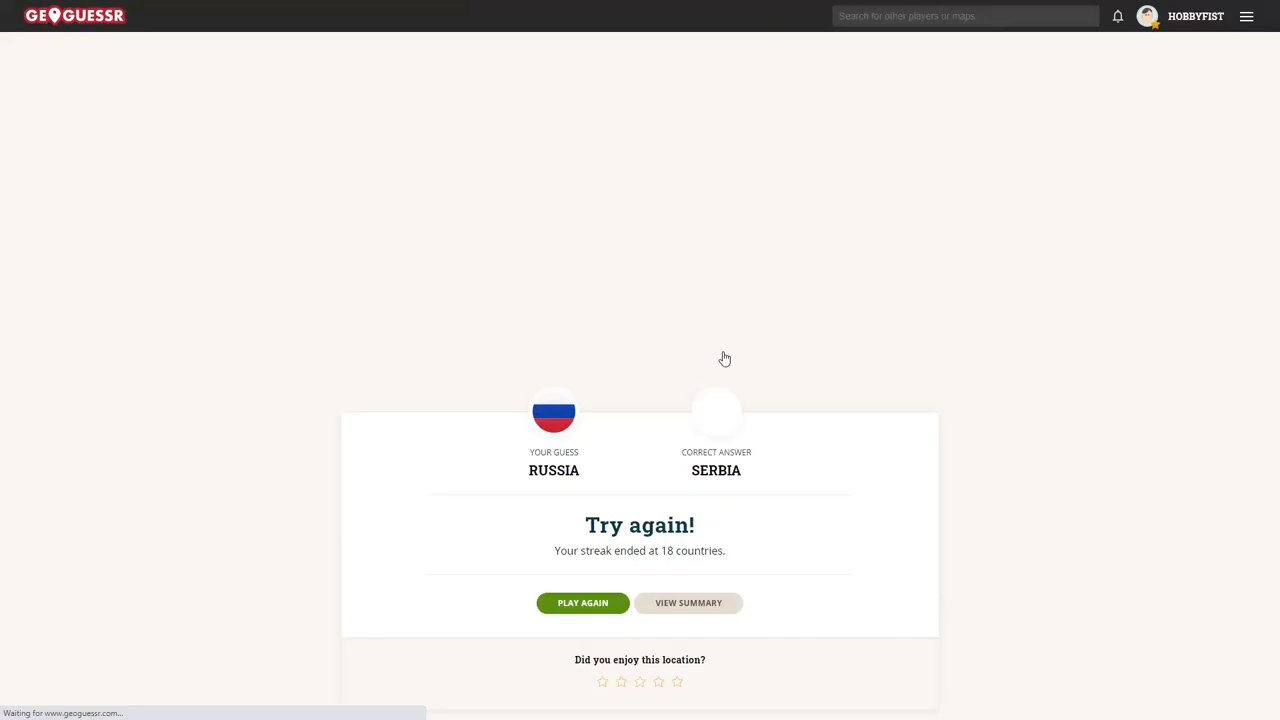 GEOGUESSR
Search for other players or maps
HOBBYFIST
YOUR GUESS
RUSSIA
CORRECT ANSWER
SERBIA
Try again!
Your streak ended at 18 countries.
PLAY AGAIN
VIEW SUMMARY
Did you enjoy this location?
Waiting for www.geoguessr.com...